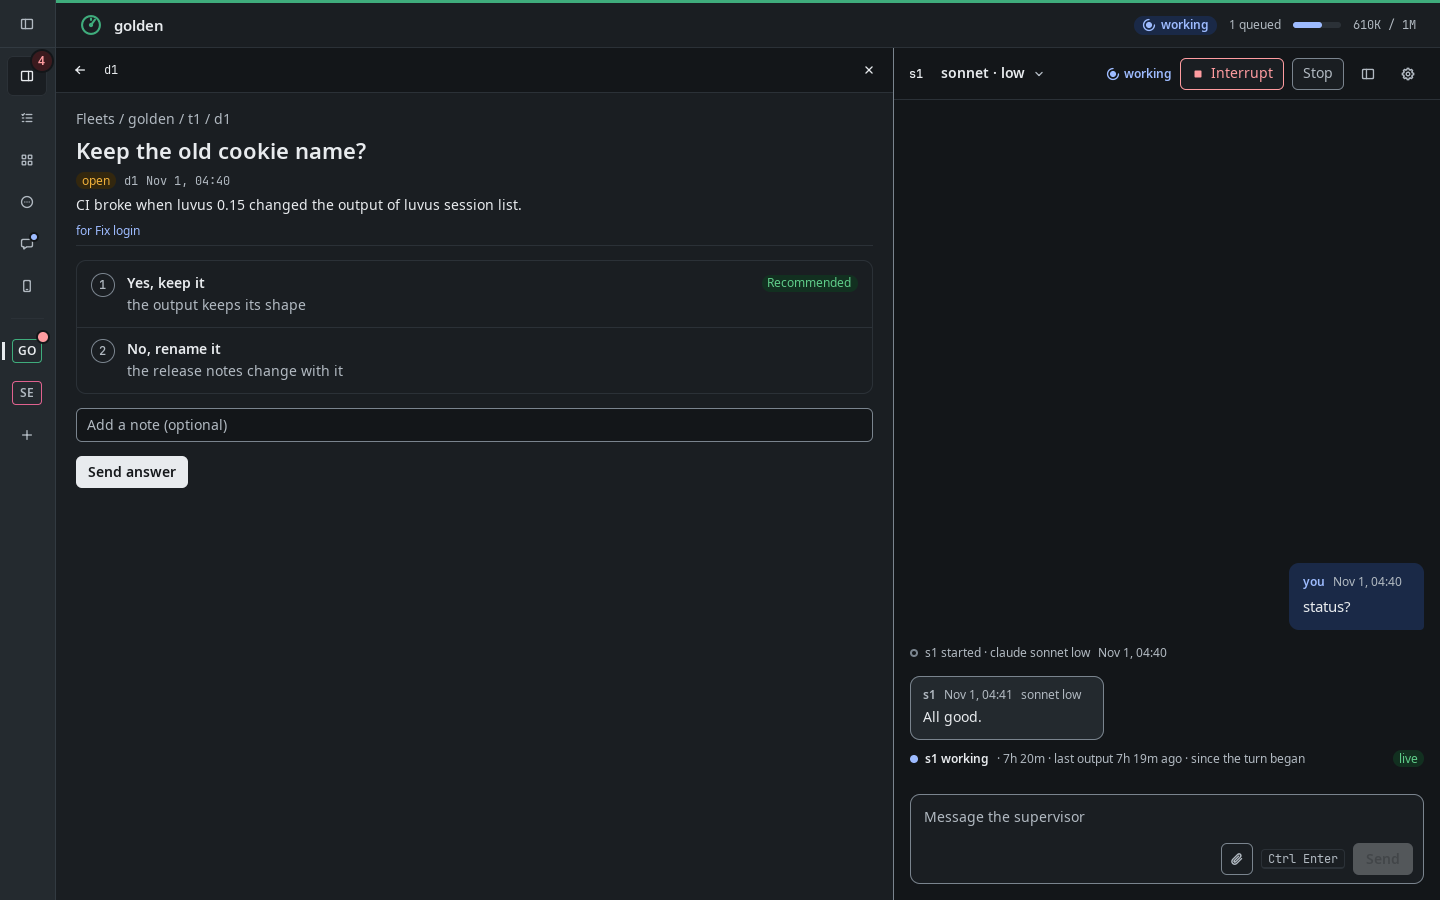 golden
working
1 queued
610K / 1M
4
GO
SE
d1
Fleets / golden / t1 / d1
Keep the old cookie name?
open d1 Nov 1, 04:40
CI broke when luvus 0.15 changed the output of luvus session list.
for Fix login
1 Yes, keep it Recommended
the output keeps its shape
2 No, rename it
the release notes change with it
Add a note (optional)
Send answer
s1 sonnet · low working Interrupt Stop
you Nov 1, 04:40
status?
s1 started · claude sonnet low Nov 1, 04:40
s1 Nov 1, 04:41 sonnet low
All good.
s1 working · 7h 20m · last output 7h 19m ago · since the turn began live
Message the supervisor
Ctrl Enter Send